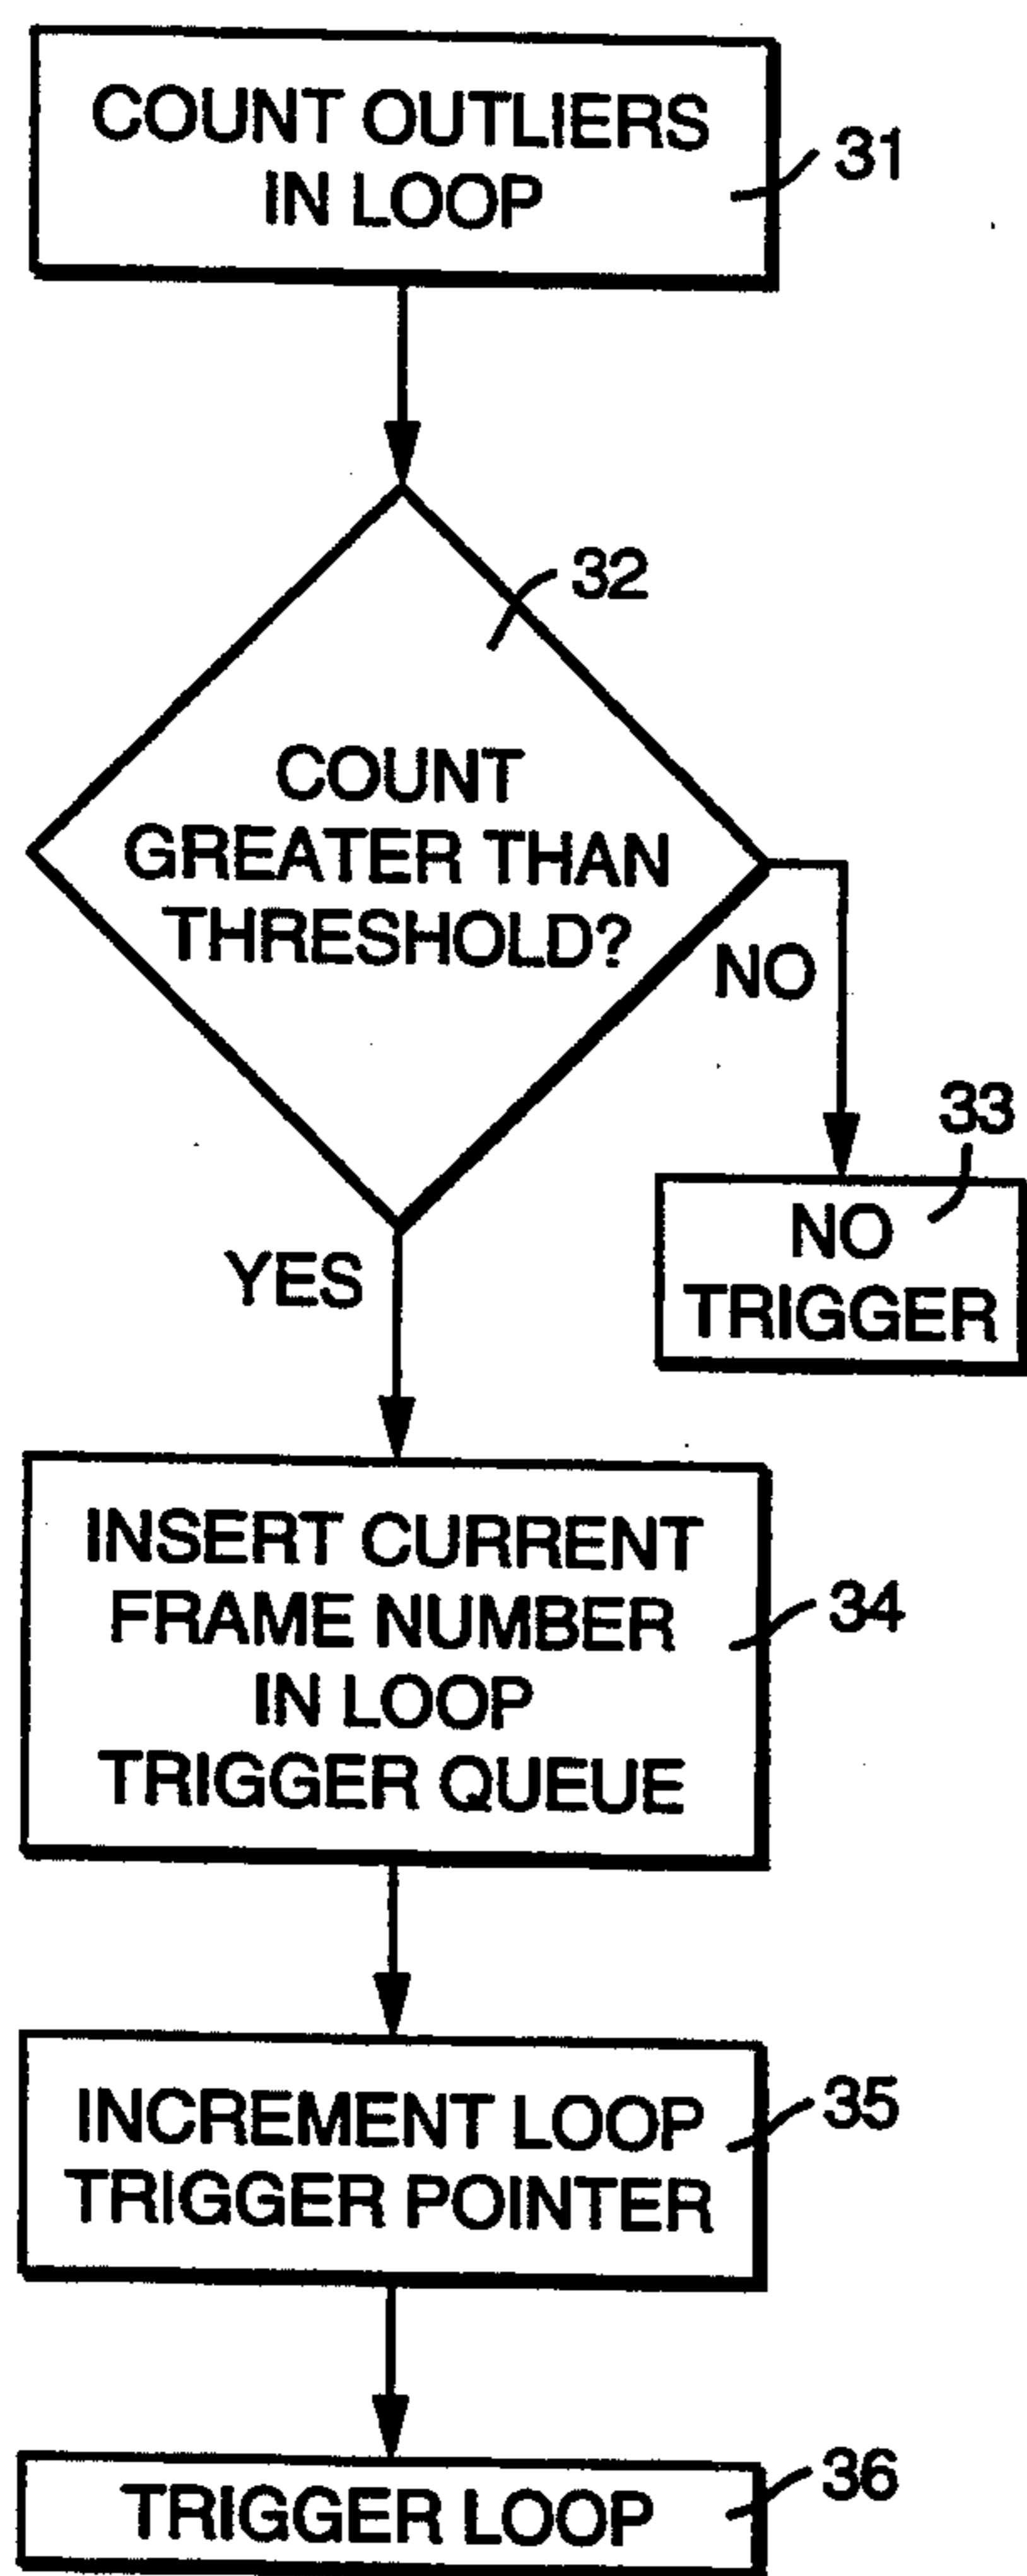 COUNT OUTLIERS
IN LOOP
31
32
COUNT
GREATER THAN
THRESHOLD?
NO
33
NO
TRIGGER
YES
INSERT CURRENT
FRAME NUMBER
IN LOOP
TRIGGER QUEUE
34
INCREMENT LOOP
TRIGGER POINTER
35
TRIGGER LOOP
36